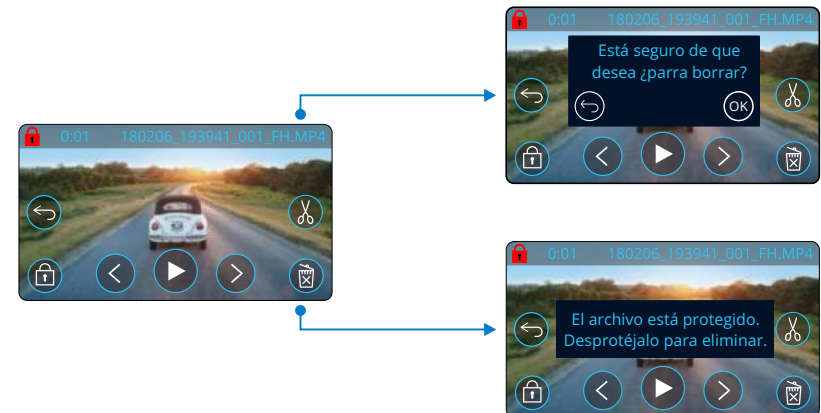 0:01 180206_193941_001_FH.MP4
0:01 180206_193941_001_FH.MP4
Está seguro de que
desea ¿parra borrar?
OK
0:01 180206_193941_001_FH.MP4
El archivo está protegido.
Desprotéjalo para eliminar.